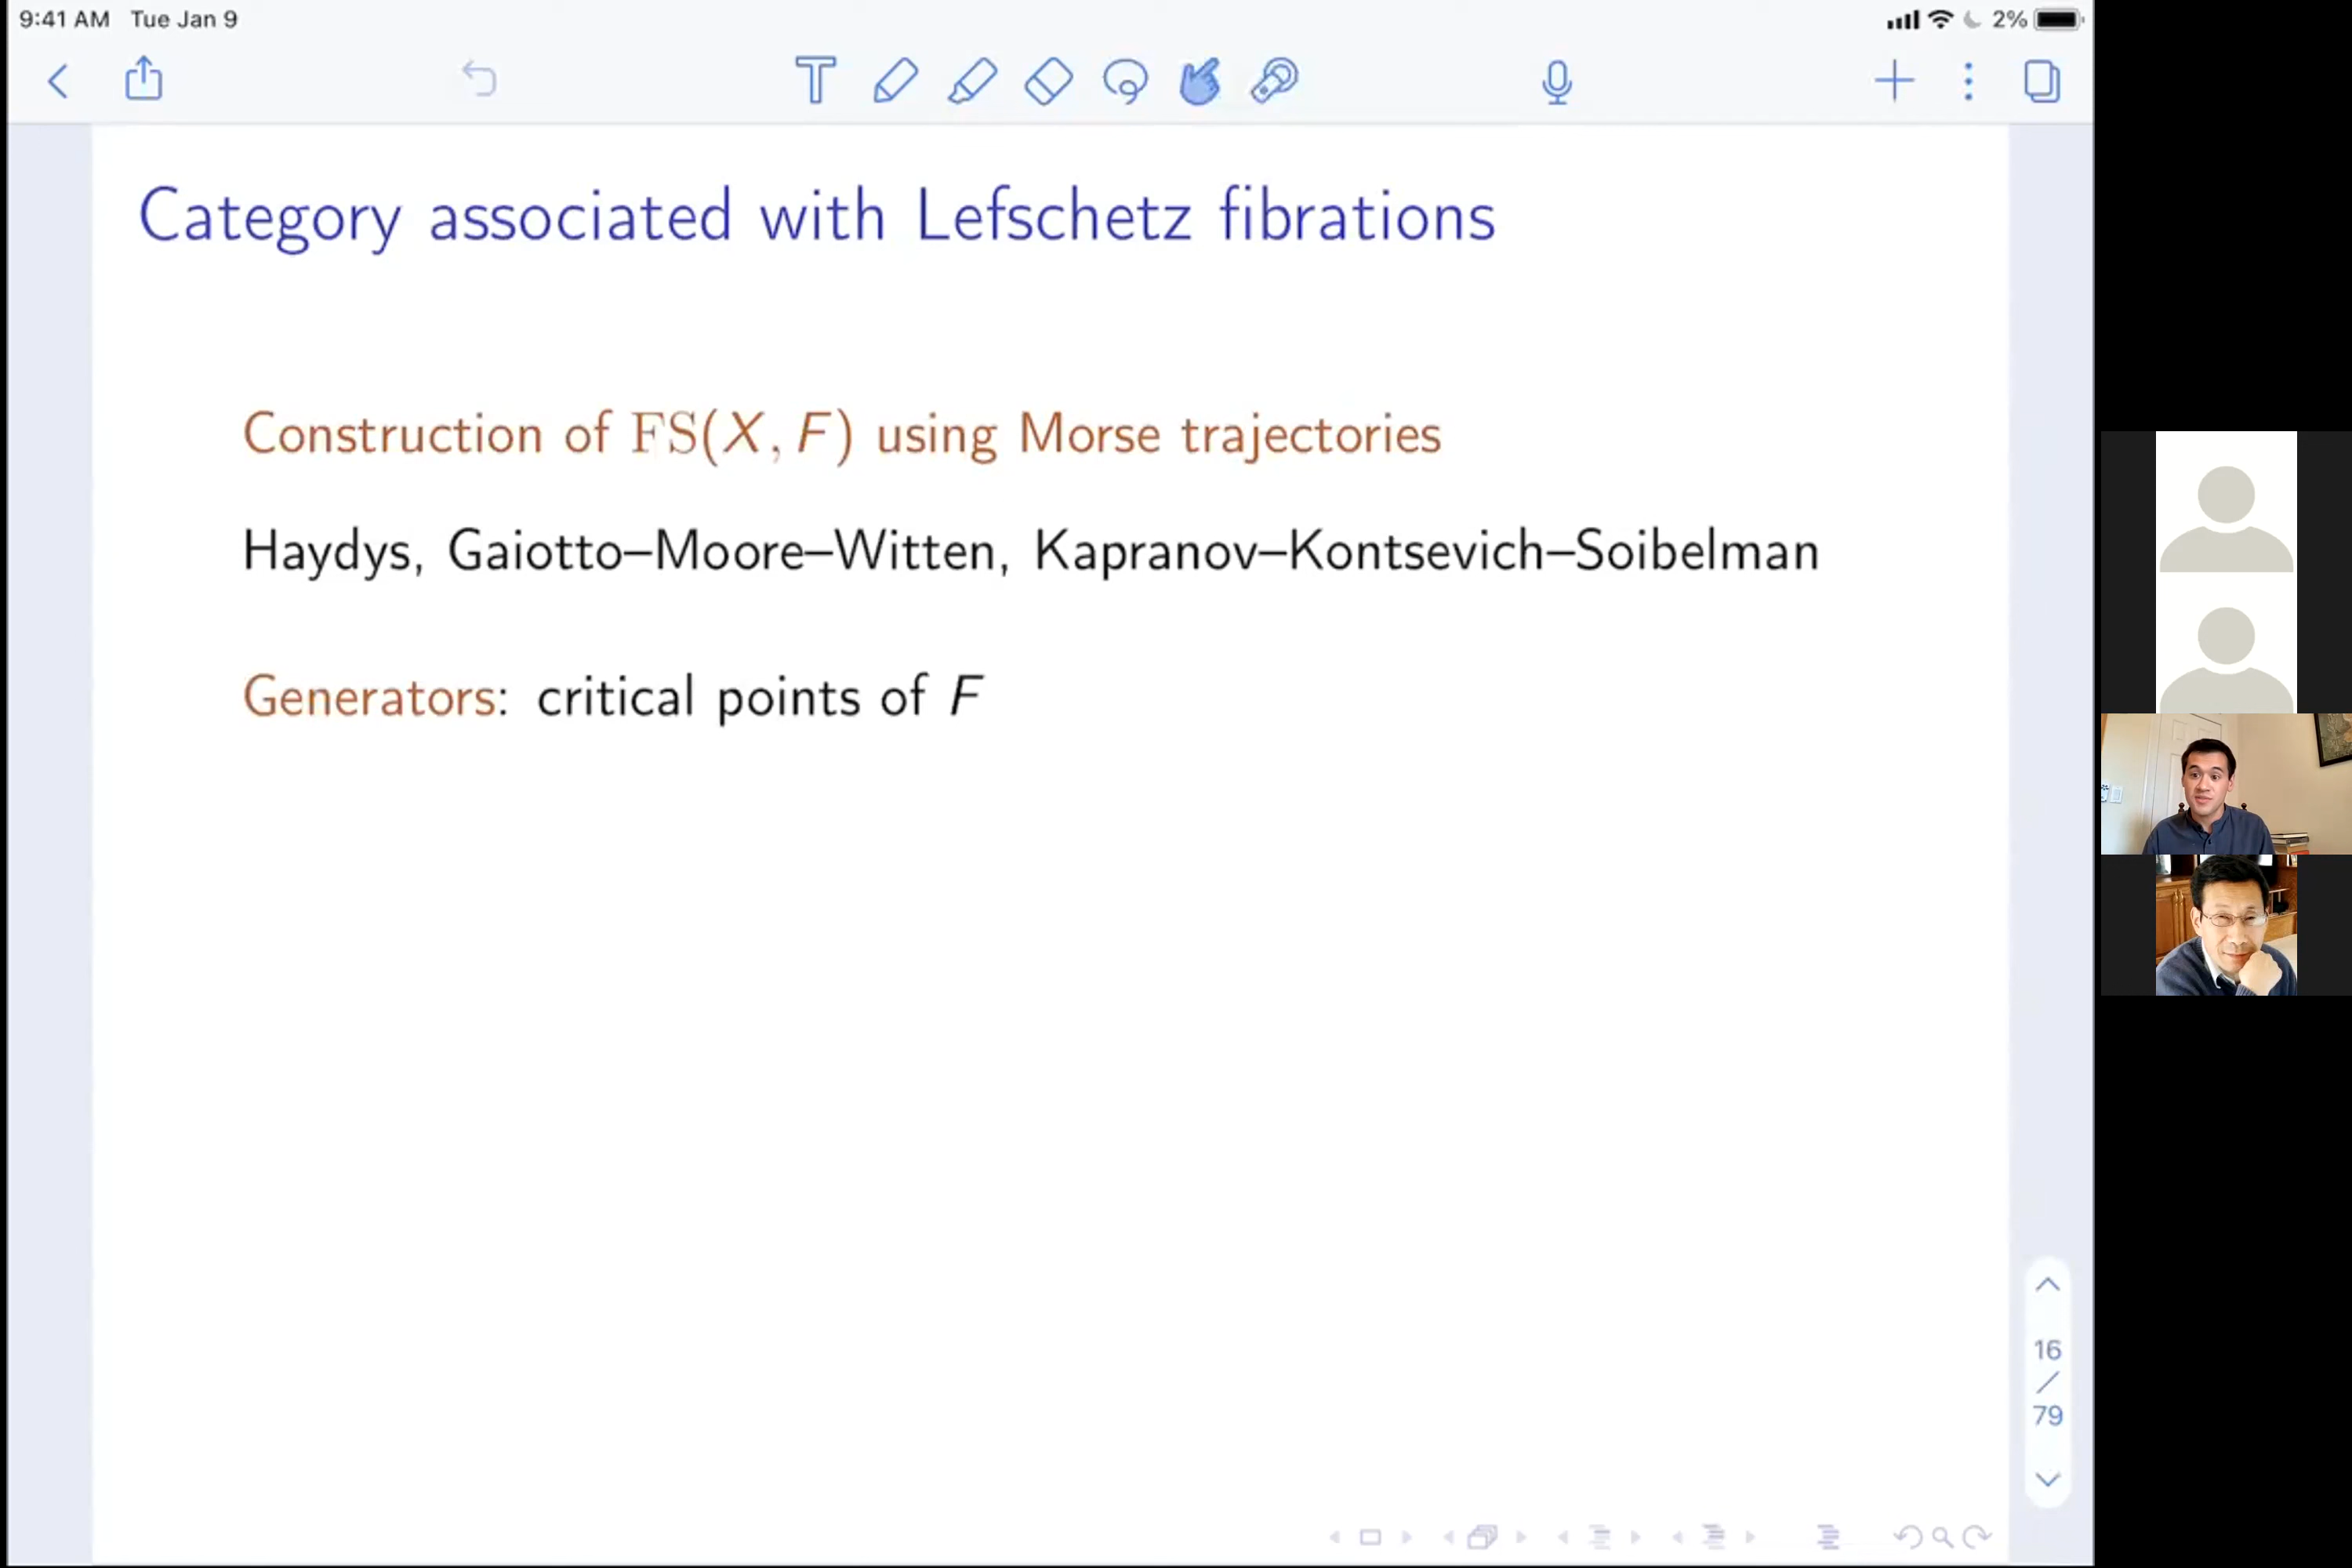 9:41 AM Tue Jan 9
2%
Category associated with Lefschetz fibrations
Construction of FS(X, F) using Morse trajectories
Haydys, Gaiotto–Moore–Witten, Kapranov–Kontsevich–Soibelman
Generators: critical points of F
16
/
79